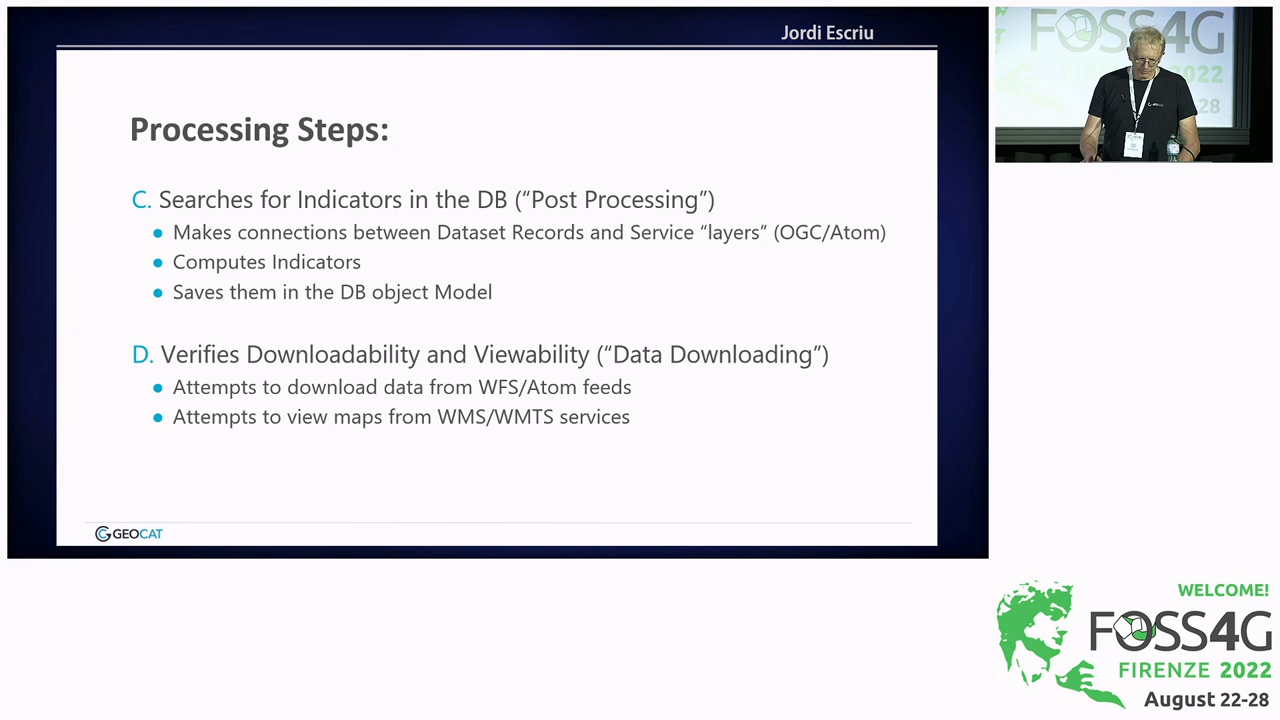 Jordi Escriu
Processing Steps:
C. Searches for Indicators in the DB (“Post Processing”)
• Makes connections between Dataset Records and Service “layers” (OGC/Atom)
• Computes Indicators
• Saves them in the DB object Model
D. Verifies Downloadability and Viewability (“Data Downloading”)
• Attempts to download data from WFS/Atom feeds
• Attempts to view maps from WMS/WMTS services
GEOCAT
FOSS4G
FIRENZE 2022
28
WELCOME!
FOSS4G
FIRENZE 2022
August 22-28